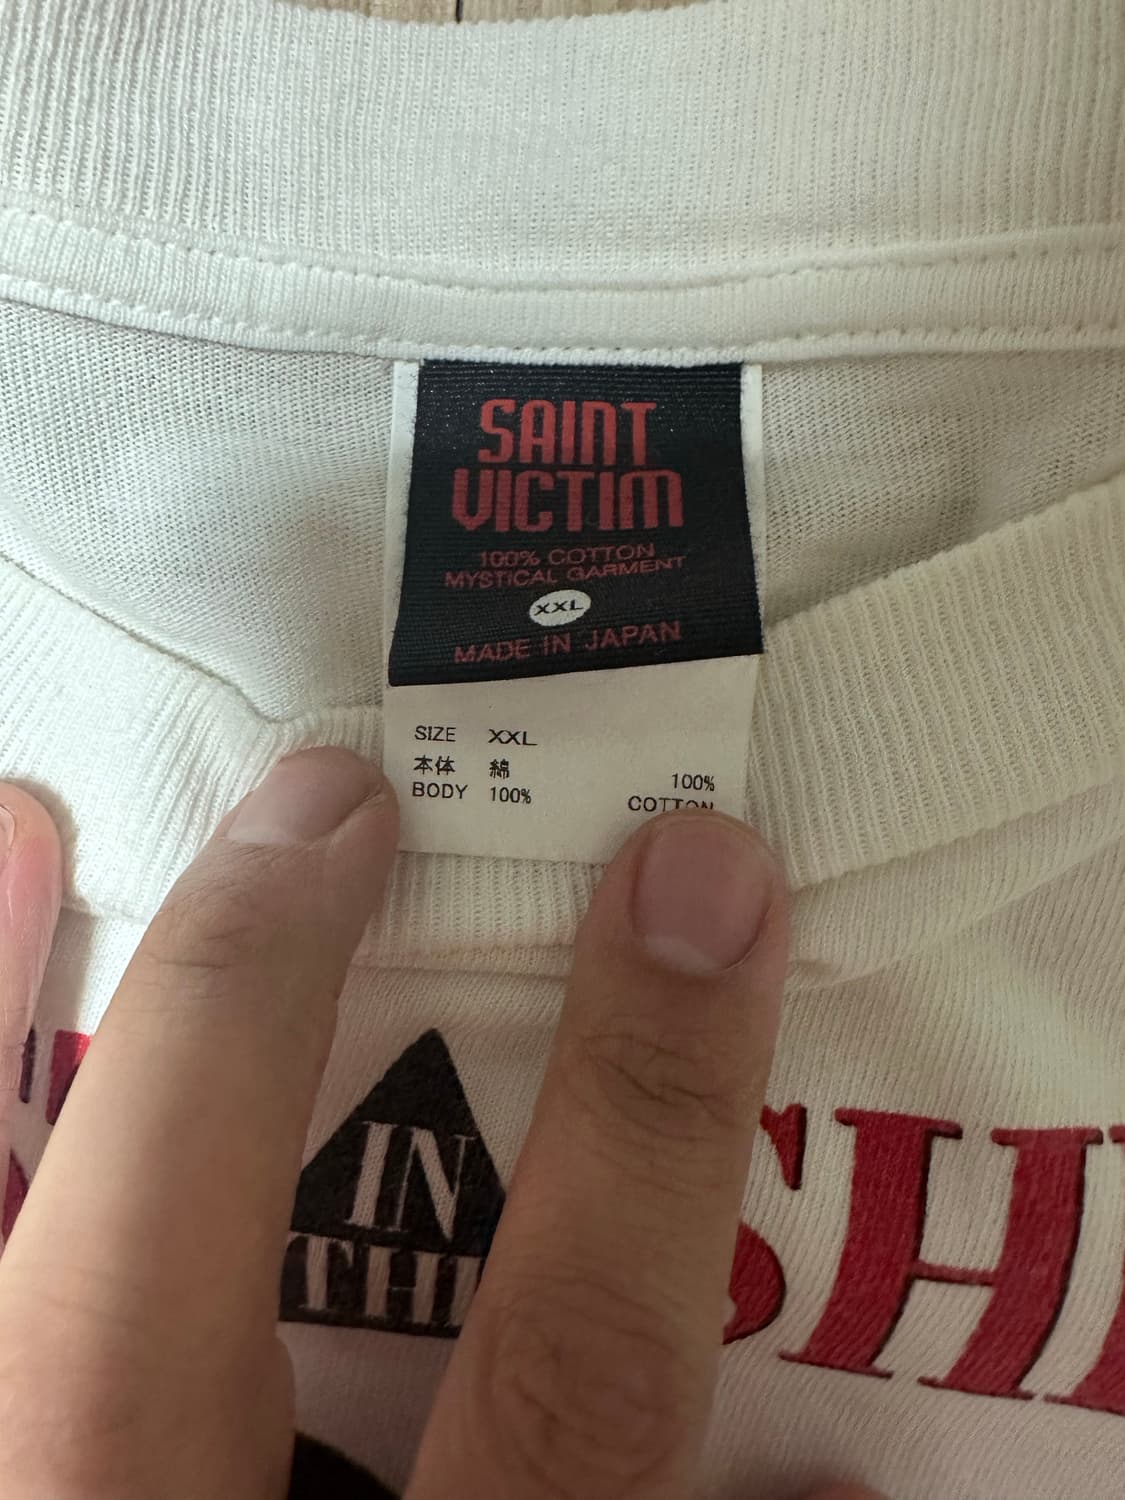 SAINT
VICTIM
100% COTTON
MYSTICAL GARMENT
XXL
MADE IN JAPAN
SIZE XXL
本体 綿
BODY 100%
100%
COTTON
IN
THE
SH